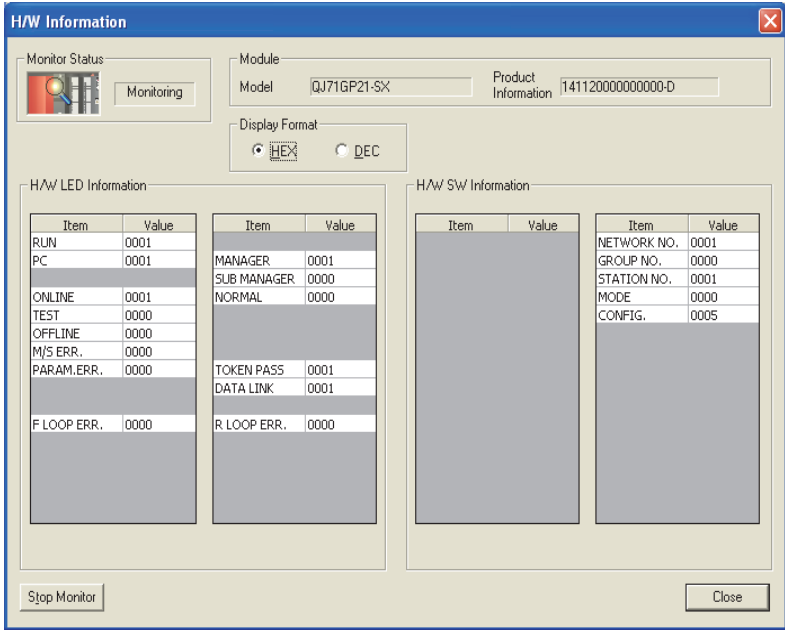 H/W Information
Monitor Status
Monitoring
Module
Model QJ71GP21-SX
Product Information 141120000000000-D
Display Format
HEX DEC
H/W LED Information
Item Value
RUN 0001
PC 0001
ONLINE 0001
TEST 0000
OFFLINE 0000
M/S ERR. 0000
PARAM.ERR. 0000
F LOOP ERR. 0000
Item Value
MANAGER 0001
SUB MANAGER 0000
NORMAL 0000
TOKEN PASS 0001
DATA LINK 0001
R LOOP ERR. 0000
H/W SW Information
Item Value
Item Value
NETWORK NO. 0001
GROUP NO. 0000
STATION NO. 0001
MODE 0000
CONFIG. 0005
Stop Monitor
Close